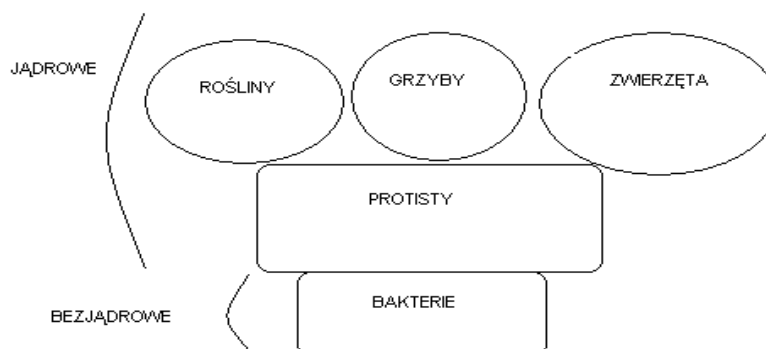 JĄDROWE
ROŚLINY
GRZYBY
ZWIERZĘTA
PROTISTY
BEZJĄDROWE
BAKTERIE